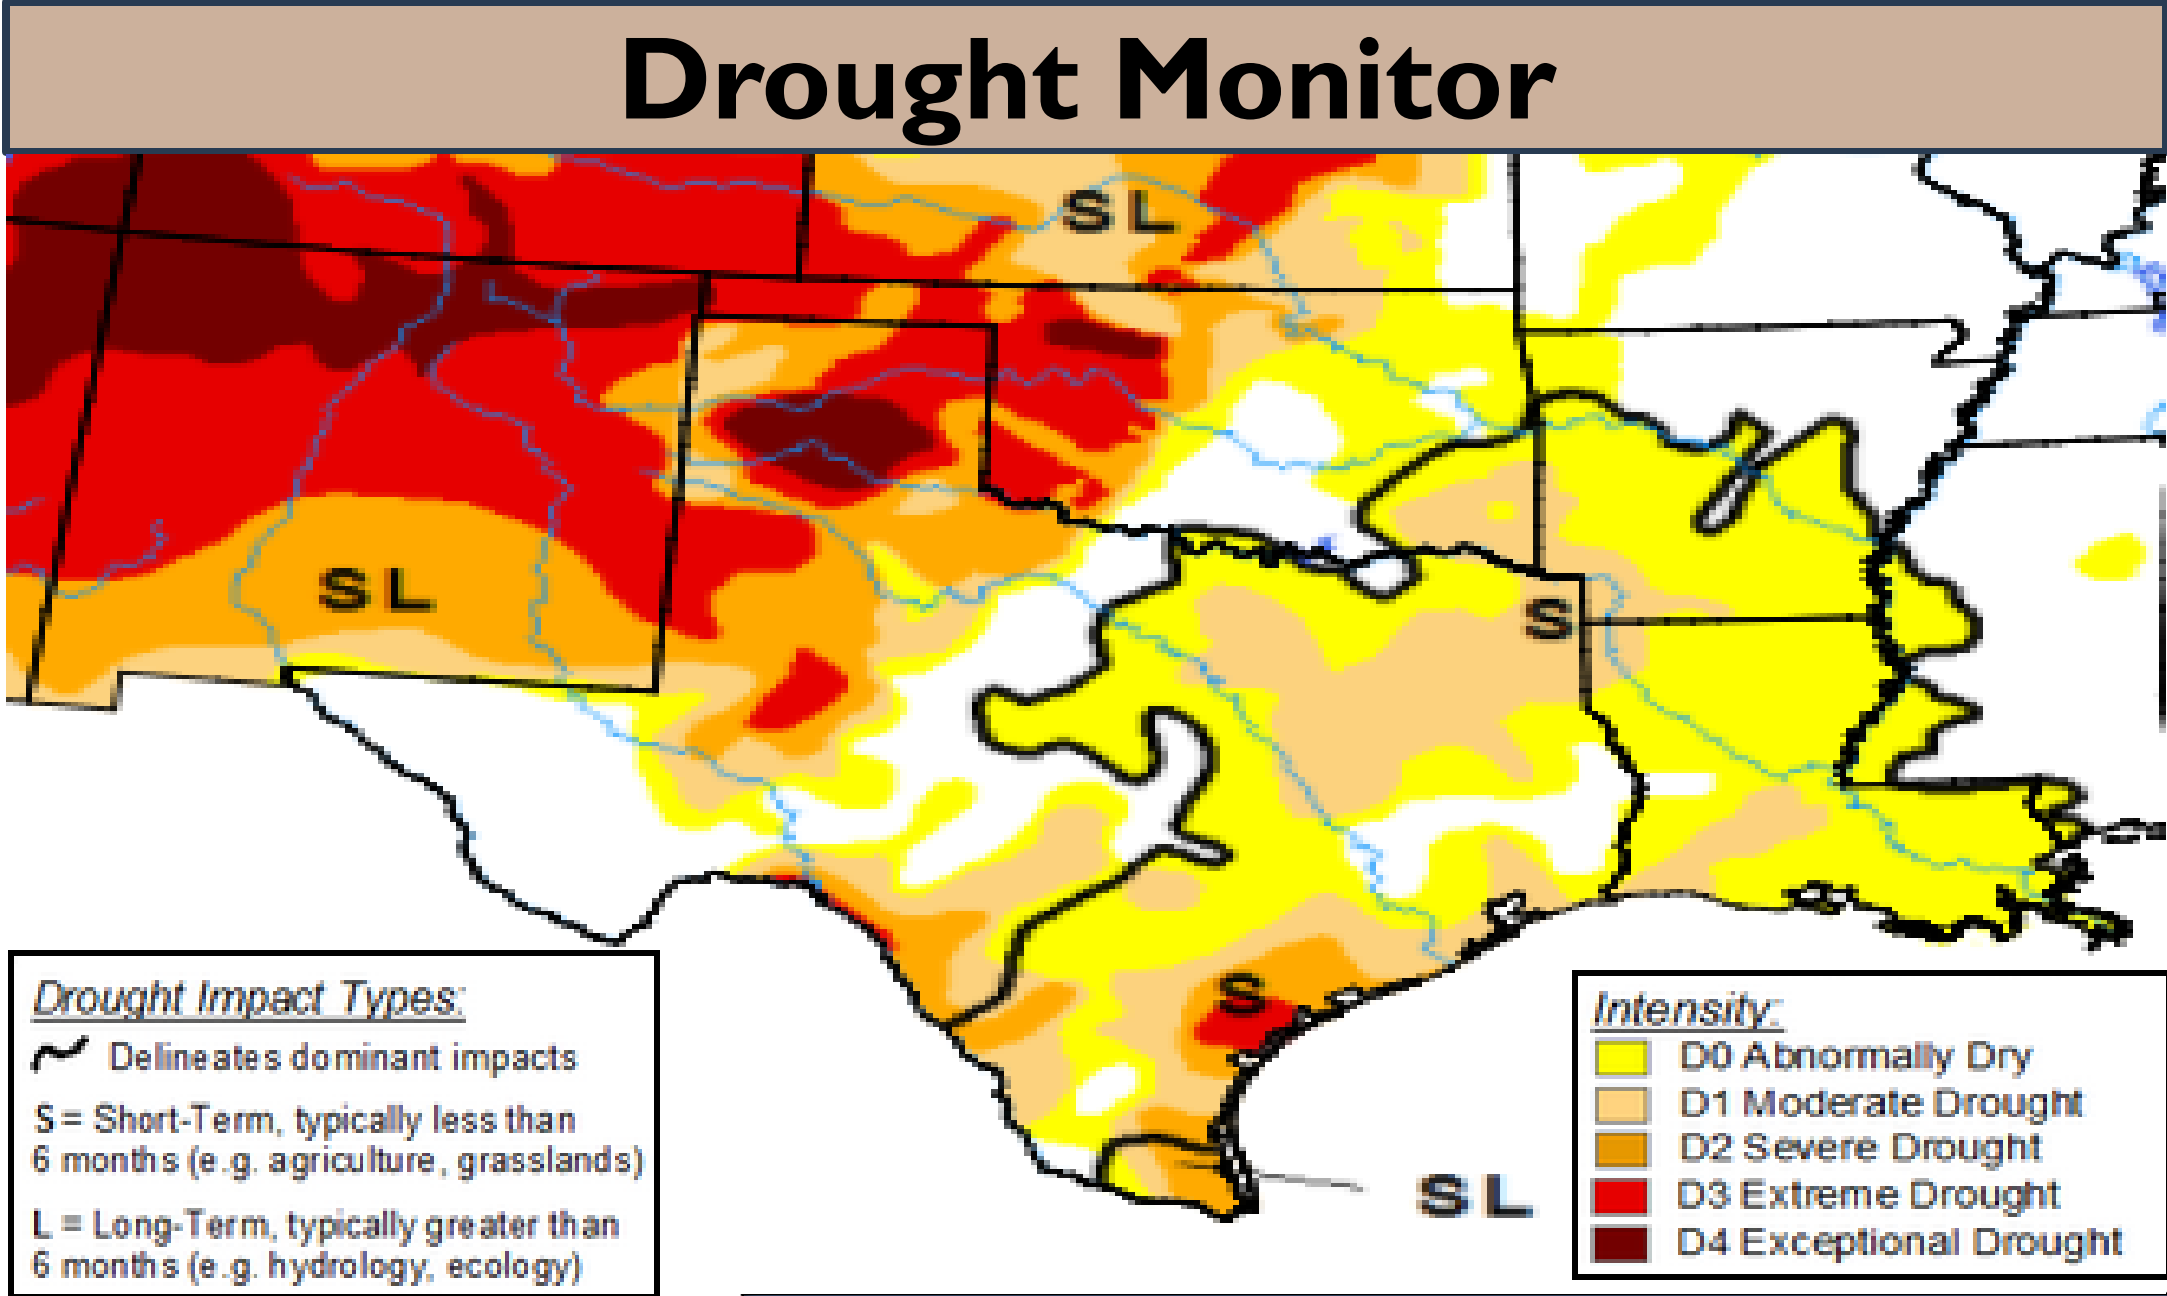 Drought Monitor
SL
SL
S
S
SL
Drought Impact Types:
Delineates dominant impacts
S = Short-Term, typically less than
6 months (e.g. agriculture, grasslands)
L = Long-Term, typically greater than
6 months (e.g. hydrology, ecology)
Intensity:
D0 Abnormally Dry
D1 Moderate Drought
D2 Severe Drought
D3 Extreme Drought
D4 Exceptional Drought